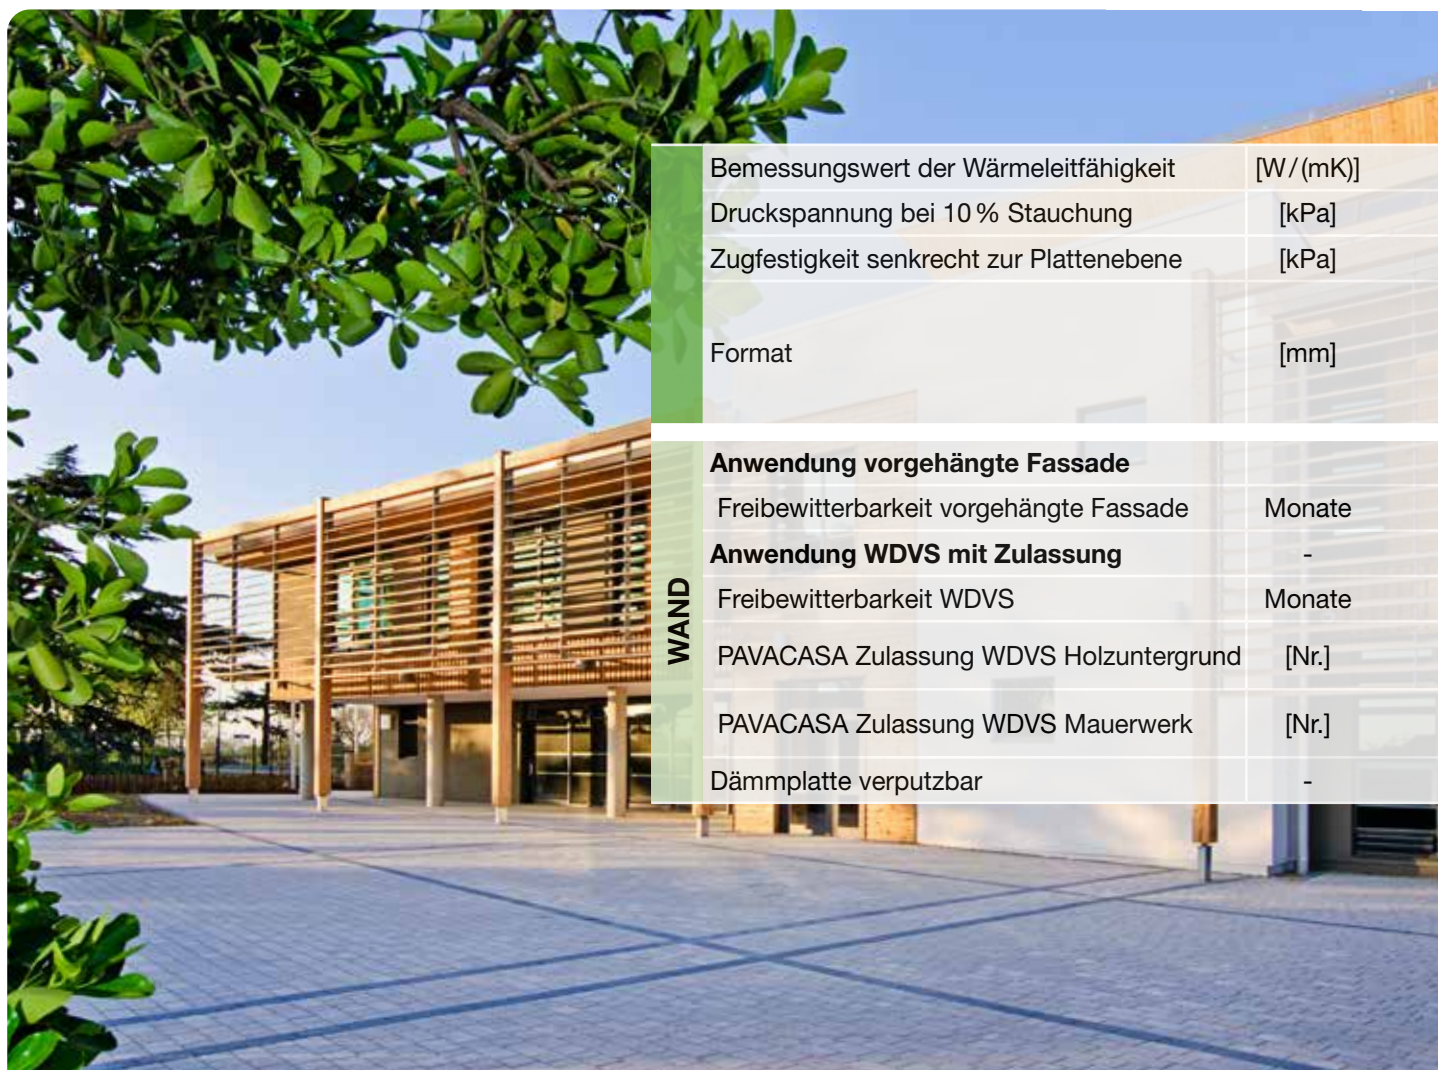 Bemessungswert der Wärmeleitfähigkeit [W/(mK)]
Druckspannung bei 10 % Stauchung [kPa]
Zugfestigkeit senkrecht zur Plattenebene [kPa]
Format [mm]
WAND
Anwendung vorgehängte Fassade
Freibewitterbarkeit vorgehängte Fassade Monate
Anwendung WDVS mit Zulassung -
Freibewitterbarkeit WDVS Monate
PAVACASA Zulassung WDVS Holzuntergrund [Nr.]
PAVACASA Zulassung WDVS Mauerwerk [Nr.]
Dämmplatte verputzbar -